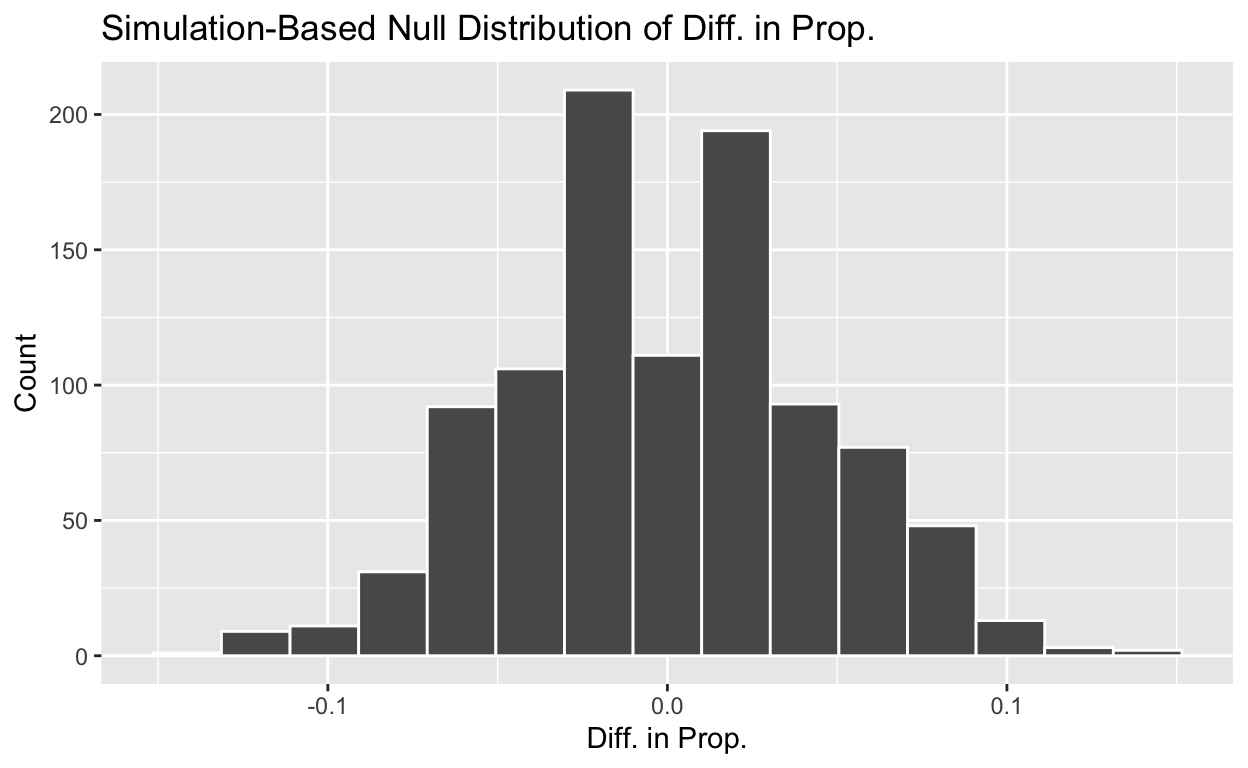 Simulation-Based Null Distribution of Diff. in Prop.
200
150
100
50
0
Count
-0.1
0.0
0.1
Diff. in Prop.